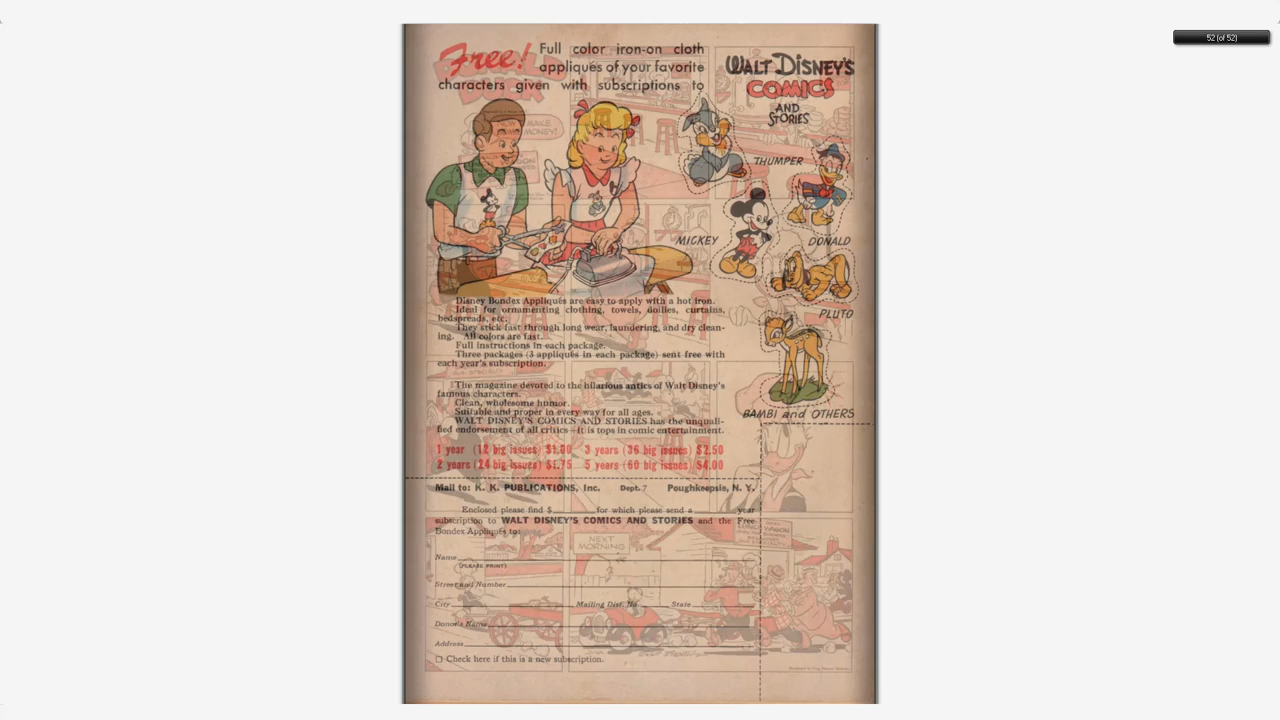 52 (of 52)
Free! Full color iron-on cloth
appliqués of your favorite
characters given with subscriptions to
WALT DISNEY'S
COMICS
AND
STORIES
THUMPER
MICKEY
DONALD
PLUTO
BAMBI and OTHERS
Disney Bondex Appliqués are easy to apply with a hot iron.
Ideal for ornamenting clothing, towels, doilies, curtains,
bedspreads, etc.
They stick fast through long wear, laundering, and dry clean-
ing. All colors are fast.
Full instructions in each package.
Three packages (3 appliqués in each package) sent free with
each year's subscription.
The magazine devoted to the hilarious antics of Walt Disney's
famous characters.
Clean, wholesome humor.
Suitable and proper in every way for all ages.
WALT DISNEY'S COMICS AND STORIES has the unquali-
fied endorsement of all critics—it is tops in comic entertainment.
1 year (12 big issues) $1.00 3 years (36 big issues) $2.50
2 years (24 big issues) $1.75 5 years (60 big issues) $4.00
Mail to: K. K. PUBLICATIONS, Inc. Dept. 7 Poughkeepsie, N. Y.
Enclosed please find $ for which please send a year
subscription to WALT DISNEY'S COMICS AND STORIES and the Free
Bondex Appliqués to:
Name
(PLEASE PRINT)
Street and Number
City Mailing Dist. No. State
Donor's Name
Address
☐ Check here if this is a new subscription.
NEXT
MORNING